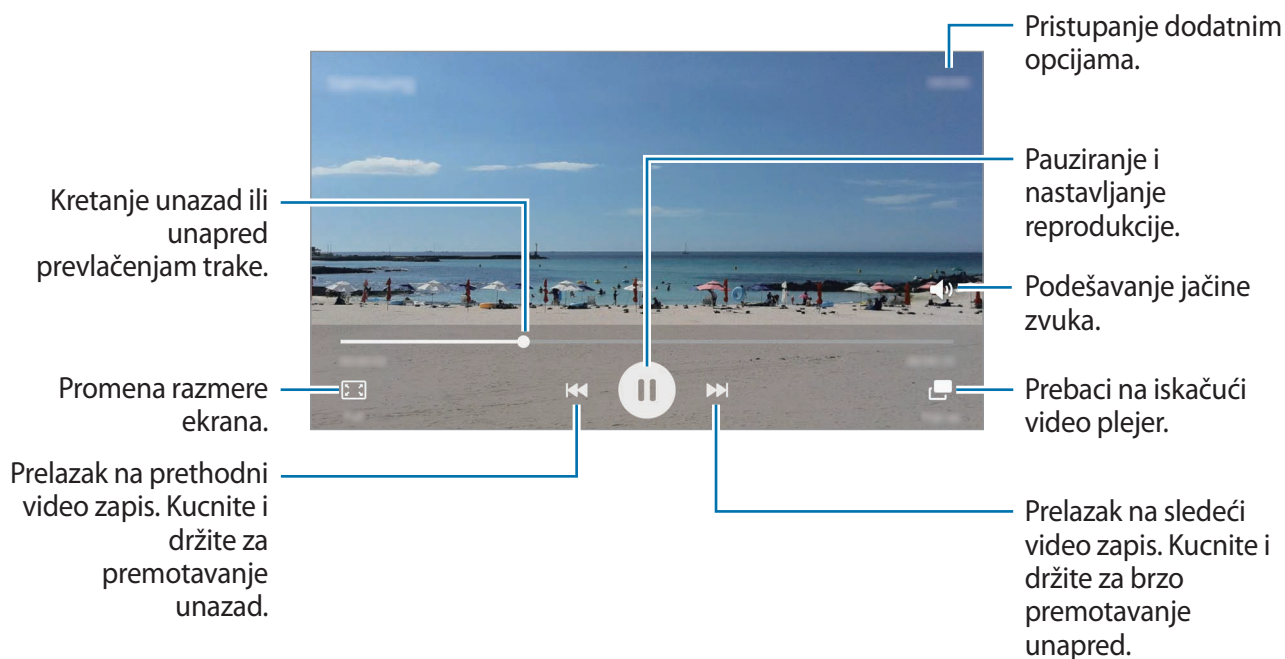 Pristupanje dodatnim
opcijama.
Pauziranje i
nastavljanje
reprodukcije.
Kretanje unazad ili
unapred
prevlačenjam trake.
Podešavanje jačine
zvuka.
Promena razmere
ekrana.
Prebaci na iskačući
video plejer.
Prelazak na prethodni
video zapis. Kucnite i
držite za
premotavanje
unazad.
Prelazak na sledeći
video zapis. Kucnite i
držite za brzo
premotavanje
unapred.